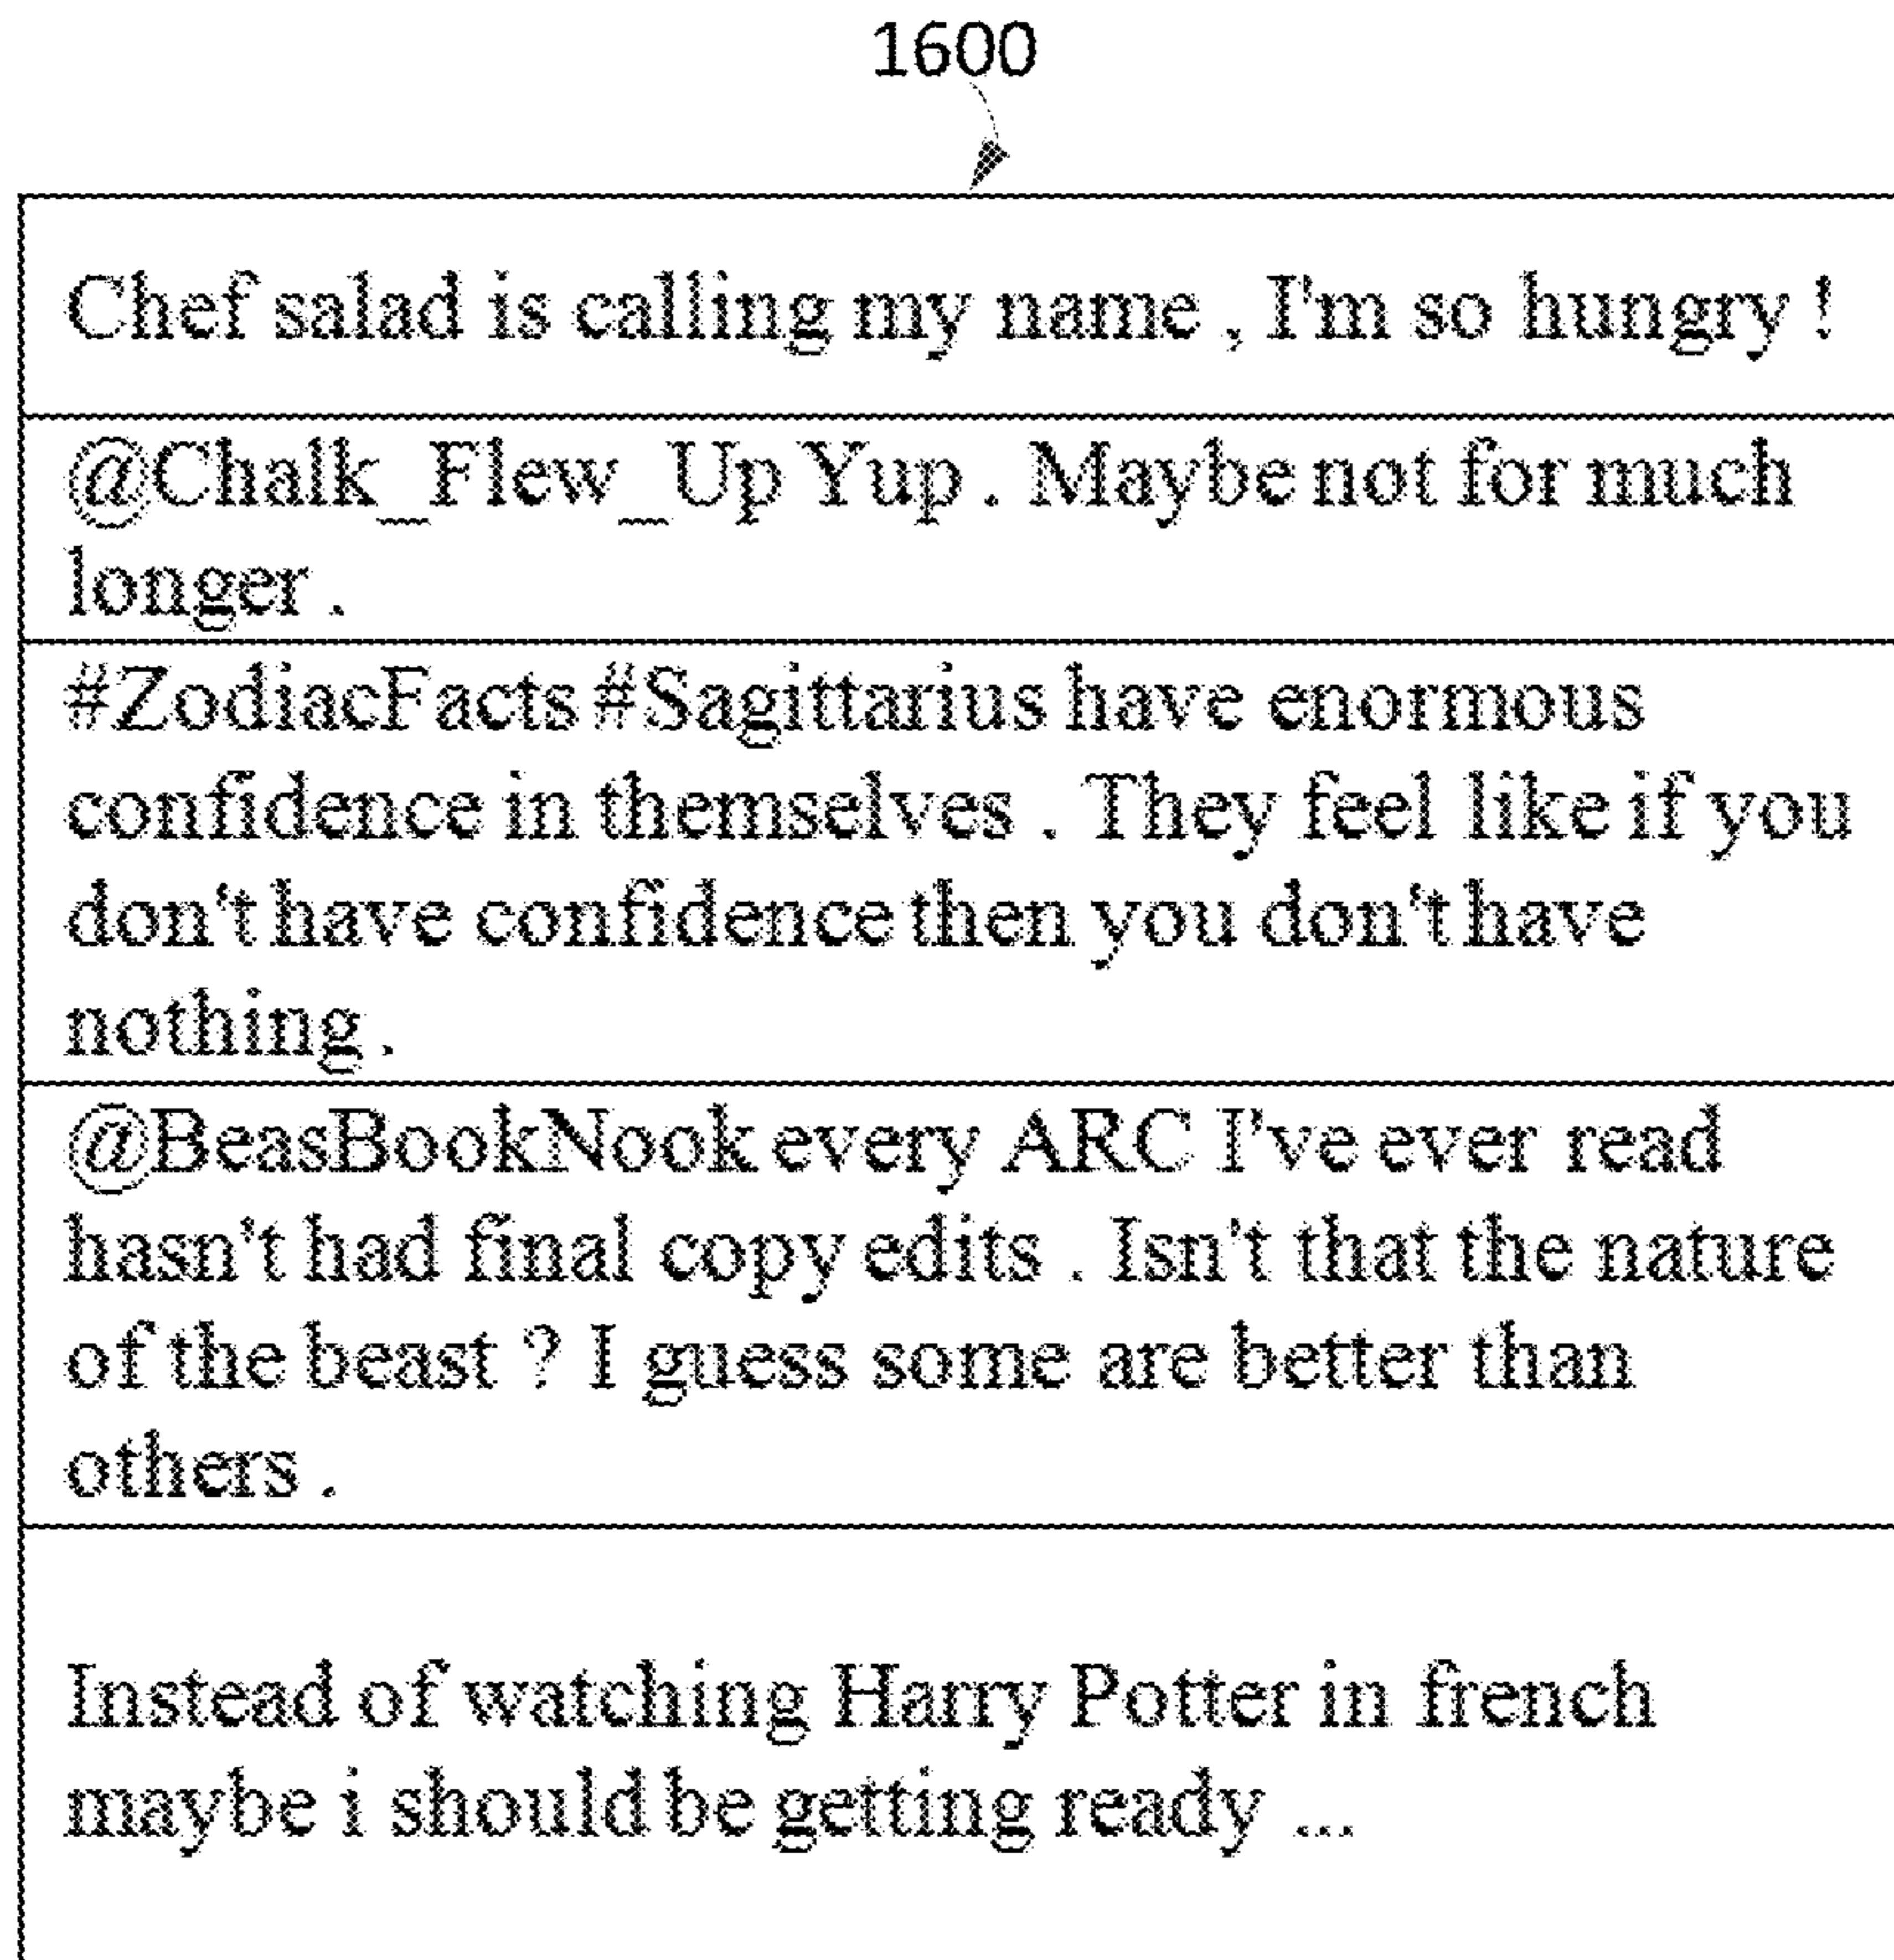 1600
Chef salad is calling my name , I'm so hungry !
@Chalk_Flew_Up Yup . Maybe not for much
longer .
#ZodiacFacts #Sagittarius have enormous
confidence in themselves . They feel like if you
don't have confidence then you don't have
nothing .
@BeasBookNook every ARC I've ever read
hasn't had final copy edits . Isn't that the nature
of the beast ? I guess some are better than
others .
Instead of watching Harry Potter in french
maybe i should be getting ready ...